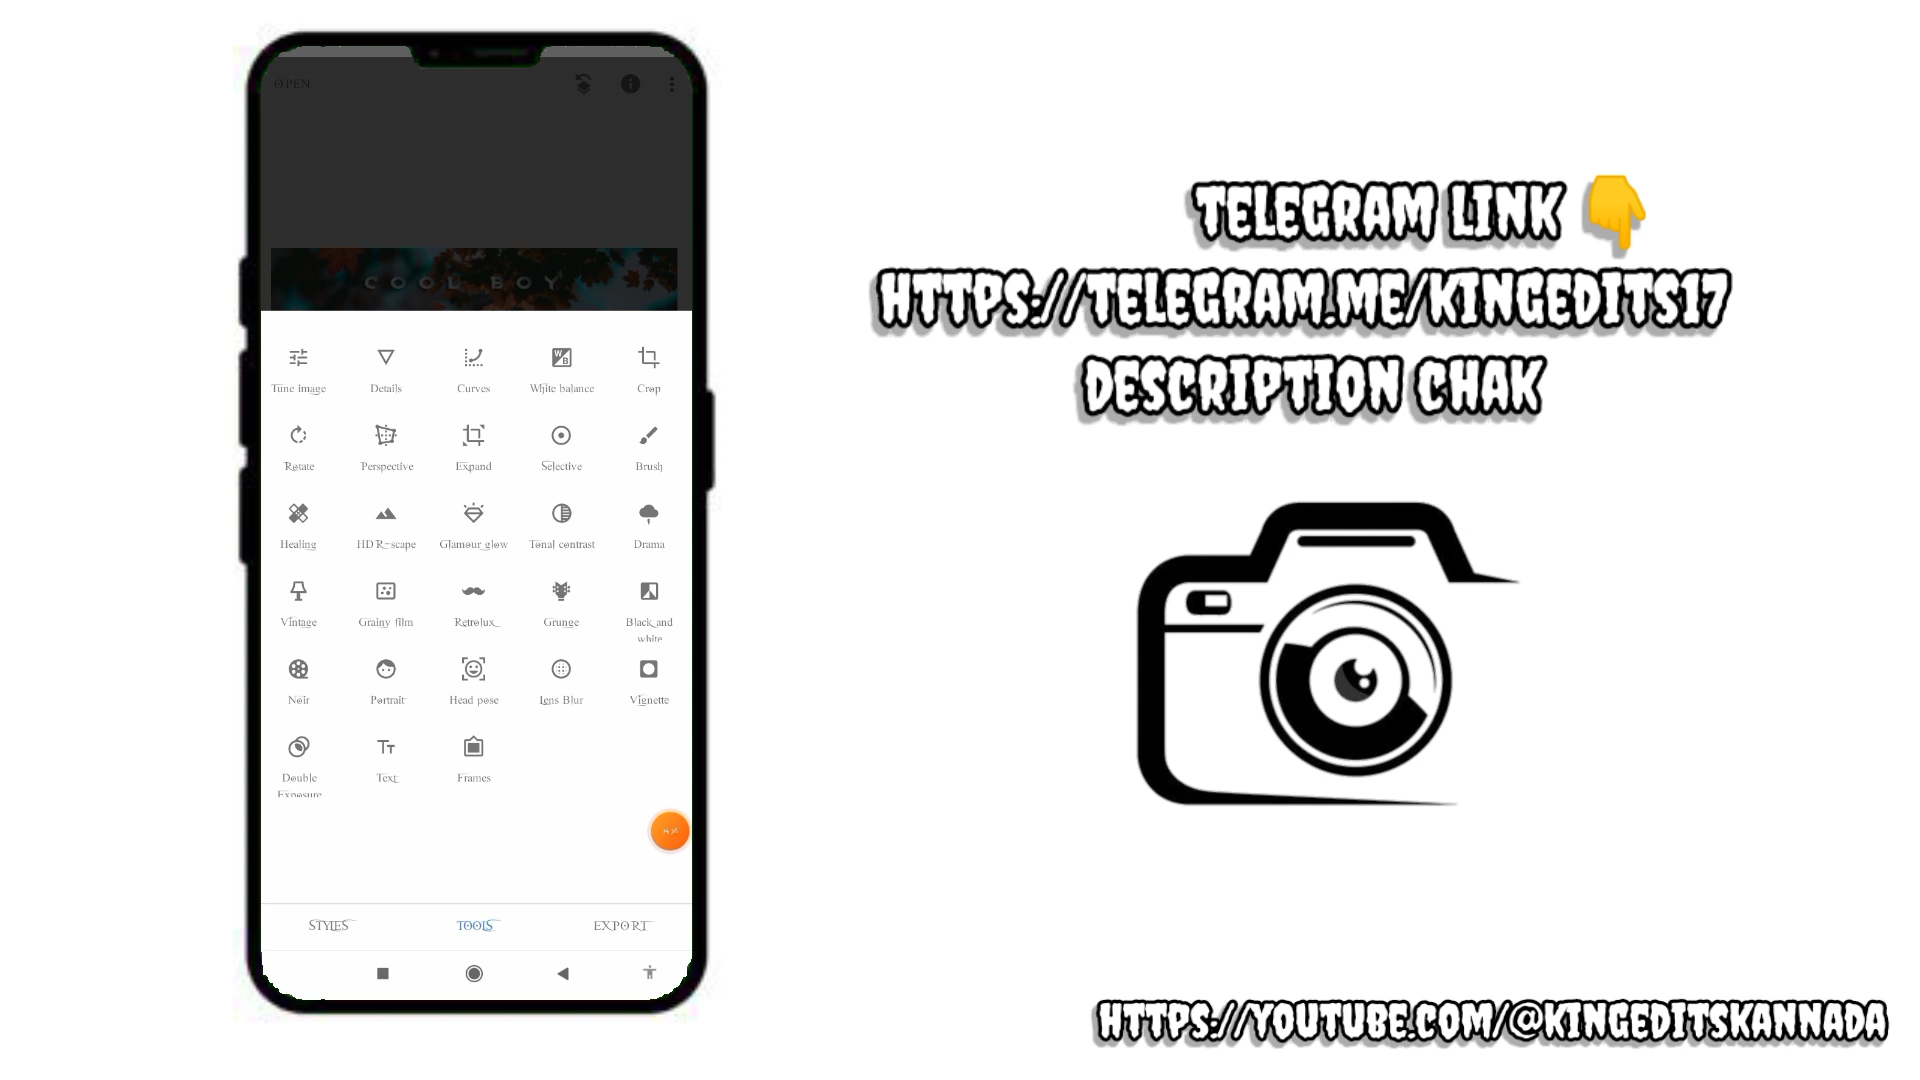 OPEN
COOL BOY
Tune image
Details
Curves
White balance
Crop
Rotate
Perspective
Expand
Selective
Brush
Healing
HDR-scape
Glamour glow
Tonal contrast
Drama
Vintage
Grainy film
Retrolux
Grunge
Black and
white
Noir
Portrait
Head pose
Lens Blur
Vignette
Double
Exposure
Text
Frames
STYLES
TOOLS
EXPORT
TELEGRAM LINK 👇
HTTPS://TELEGRAM.ME/KINGEDITS17
DESCRIPTION CHAK
HTTPS://YOUTUBE.COM/@KINGEDITSKANNADA